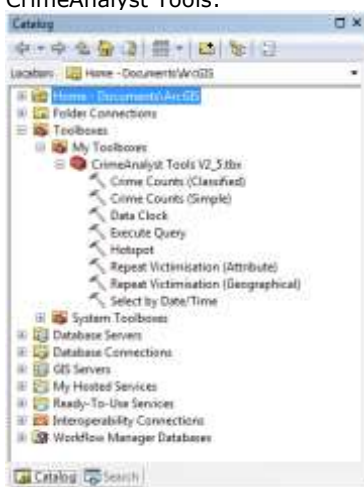 CrimeAnalyst Tools:
Catalog
Location: Home - Documents\ArcGIS
Home - Documents\ArcGIS
Folder Connections
Toolboxes
My Toolboxes
CrimeAnalyst Tools V2_5.tbx
Crime Counts (Classified)
Crime Counts (Simple)
Data Clock
Execute Query
Hotspot
Repeat Victimisation (Attribute)
Repeat Victimisation (Geographical)
Select by Date/Time
System Toolboxes
Database Servers
Database Connections
GIS Servers
My Hosted Services
Ready-To-Use Services
Interoperability Connections
Workflow Manager Databases
Catalog Search